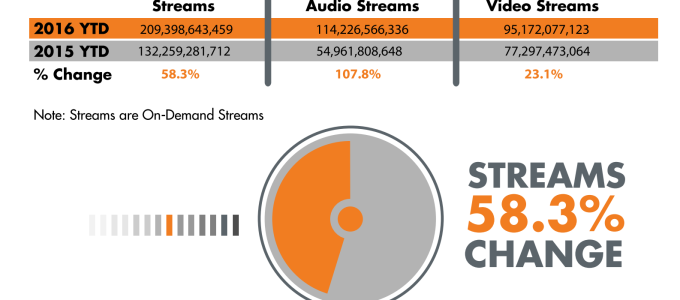 Streams Audio Streams Video Streams
2016 YTD 209,398,643,459 114,226,566,336 95,172,077,123
2015 YTD 132,259,281,712 54,961,808,648 77,297,473,064
% Change 58.3% 107.8% 23.1%
Note: Streams are On-Demand Streams
STREAMS
58.3%
CHANGE